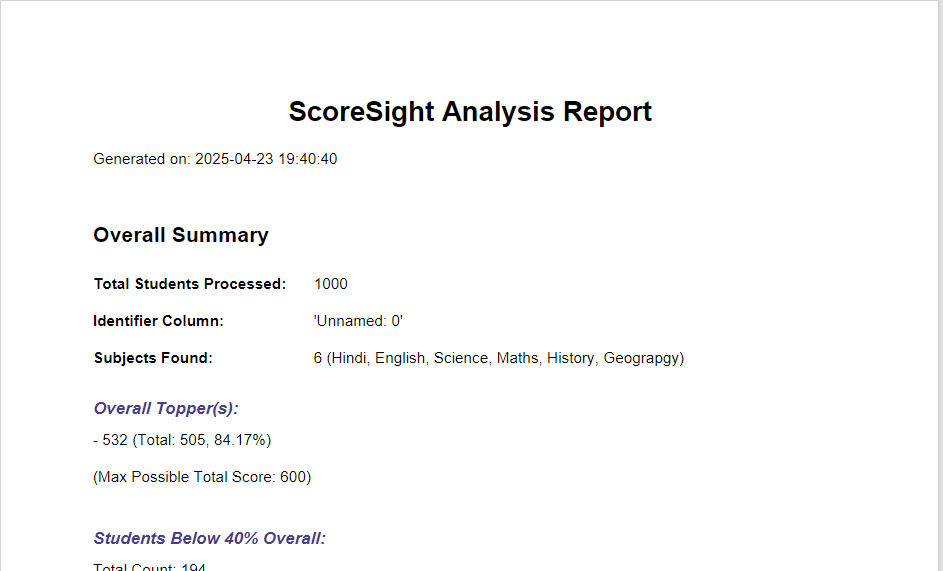 ScoreSight Analysis Report
Generated on: 2025-04-23 19:40:40
Overall Summary
Total Students Processed: 1000
Identifier Column: 'Unnamed: 0'
Subjects Found: 6 (Hindi, English, Science, Maths, History, Geograpgy)
Overall Topper(s):
- 532 (Total: 505, 84.17%)
(Max Possible Total Score: 600)
Students Below 40% Overall:
Total Count: 194